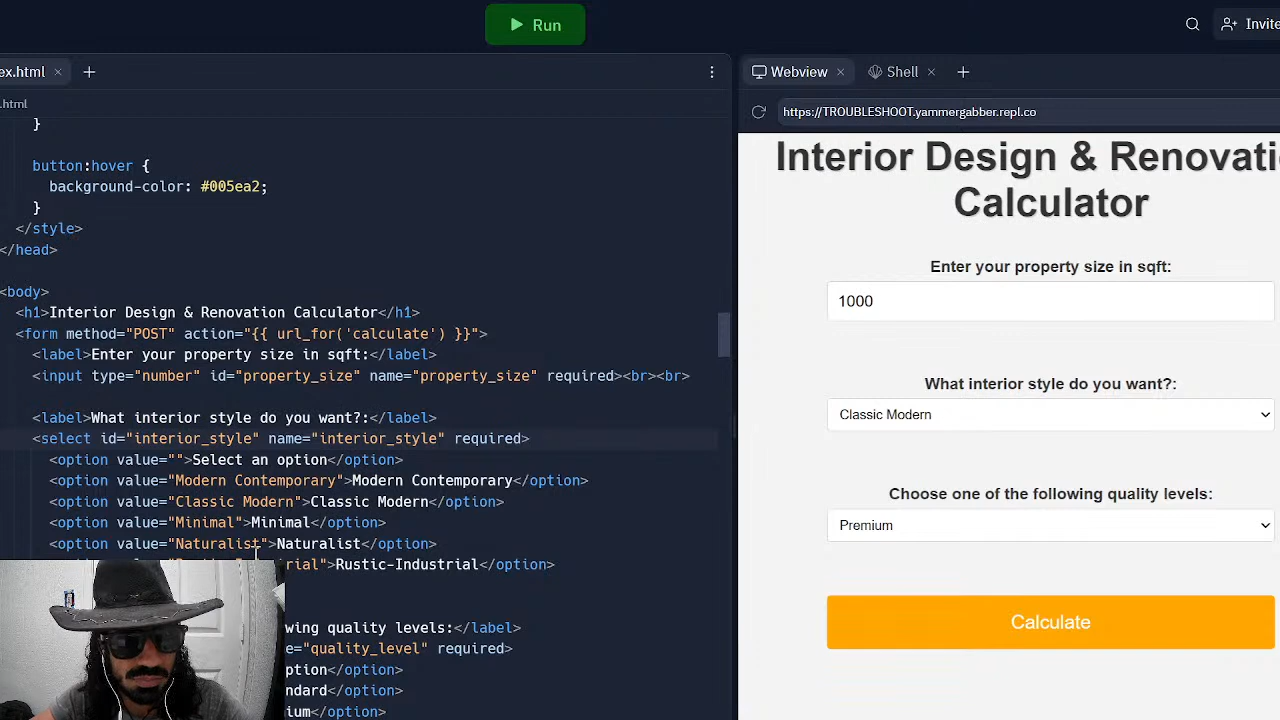 Run
Invite
ex.html
Webview
Shell
.html
https://TROUBLESHOOT.yammergabber.repl.co
}
button:hover {
background-color: #005ea2;
}
</style>
</head>
<body>
<h1>Interior Design & Renovation Calculator</h1>
<form method="POST" action="{{ url_for('calculate') }}">
<label>Enter your property size in sqft:</label>
<input type="number" id="property_size" name="property_size" required><br><br>
<label>What interior style do you want?:</label>
<select id="interior_style" name="interior_style" required>
<option value="">Select an option</option>
<option value="Modern Contemporary">Modern Contemporary</option>
<option value="Classic Modern">Classic Modern</option>
<option value="Minimal">Minimal</option>
<option value="Naturalist">Naturalist</option>
rial">Rustic-Industrial</option>
wing quality levels:</label>
e="quality_level" required>
ption</option>
ndard</option>
ium</option>
Interior Design & Renovati
Calculator
Enter your property size in sqft:
1000
What interior style do you want?:
Classic Modern
Choose one of the following quality levels:
Premium
Calculate